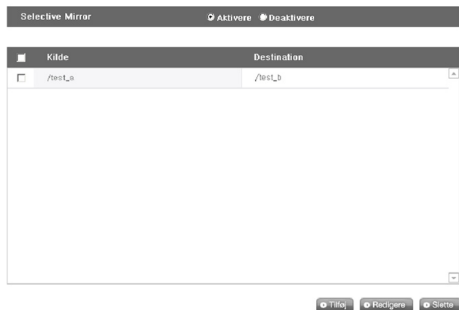 Selective Mirror Aktivere Deaktivere
Kilde Destination
/test_a /test_b
Tilføj Redigere Slette